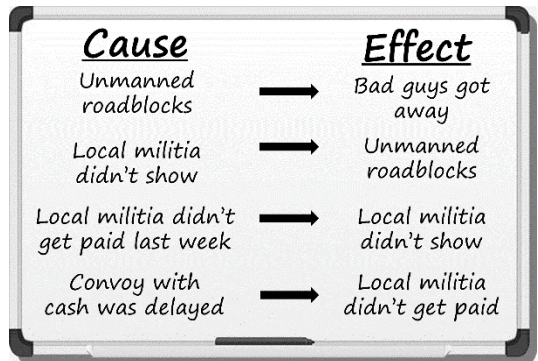 Cause Effect
Unmanned
roadblocks
Bad guys got
away
Local militia
didn't show
Unmanned
roadblocks
Local militia didn't
get paid last week
Local militia
didn't show
Convoy with
cash was delayed
Local militia
didn't get paid